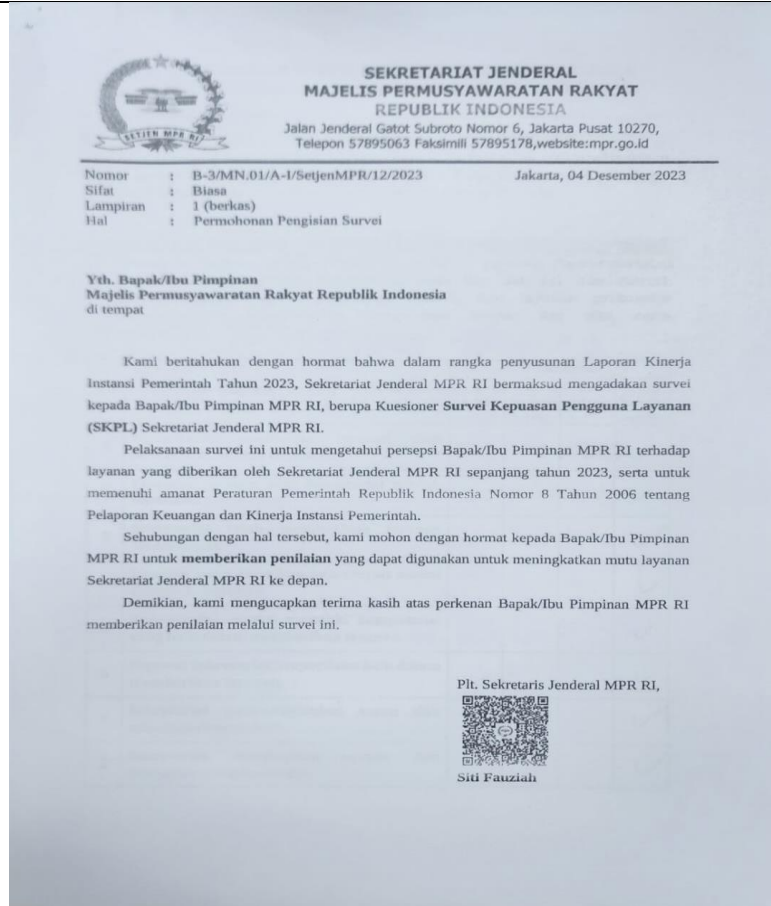 SETJEN MPR RI
SEKRETARIAT JENDERAL
MAJELIS PERMUSYAWARATAN RAKYAT
REPUBLIK INDONESIA
Jalan Jenderal Gatot Subroto Nomor 6, Jakarta Pusat 10270,
Telepon 57895063 Faksimili 57895178,website:mpr.go.id
Nomor : B-3/MN.01/A-I/SetjenMPR/12/2023 Jakarta, 04 Desember 2023
Sifat : Biasa
Lampiran : 1 (berkas)
Hal : Permohonan Pengisian Survei
Yth. Bapak/Ibu Pimpinan
Majelis Permusyawaratan Rakyat Republik Indonesia
di tempat
Kami beritahukan dengan hormat bahwa dalam rangka penyusunan Laporan Kinerja
Instansi Pemerintah Tahun 2023, Sekretariat Jenderal MPR RI bermaksud mengadakan survei
kepada Bapak/Ibu Pimpinan MPR RI, berupa Kuesioner Survei Kepuasan Pengguna Layanan
(SKPL) Sekretariat Jenderal MPR RI.
Pelaksanaan survei ini untuk mengetahui persepsi Bapak/Ibu Pimpinan MPR RI terhadap
layanan yang diberikan oleh Sekretariat Jenderal MPR RI sepanjang tahun 2023, serta untuk
memenuhi amanat Peraturan Pemerintah Republik Indonesia Nomor 8 Tahun 2006 tentang
Pelaporan Keuangan dan Kinerja Instansi Pemerintah.
Sehubungan dengan hal tersebut, kami mohon dengan hormat kepada Bapak/Ibu Pimpinan
MPR RI untuk memberikan penilaian yang dapat digunakan untuk meningkatkan mutu layanan
Sekretariat Jenderal MPR RI ke depan.
Demikian, kami mengucapkan terima kasih atas perkenan Bapak/Ibu Pimpinan MPR RI
memberikan penilaian melalui survei ini.
Plt. Sekretaris Jenderal MPR RI,
Siti Fauziah